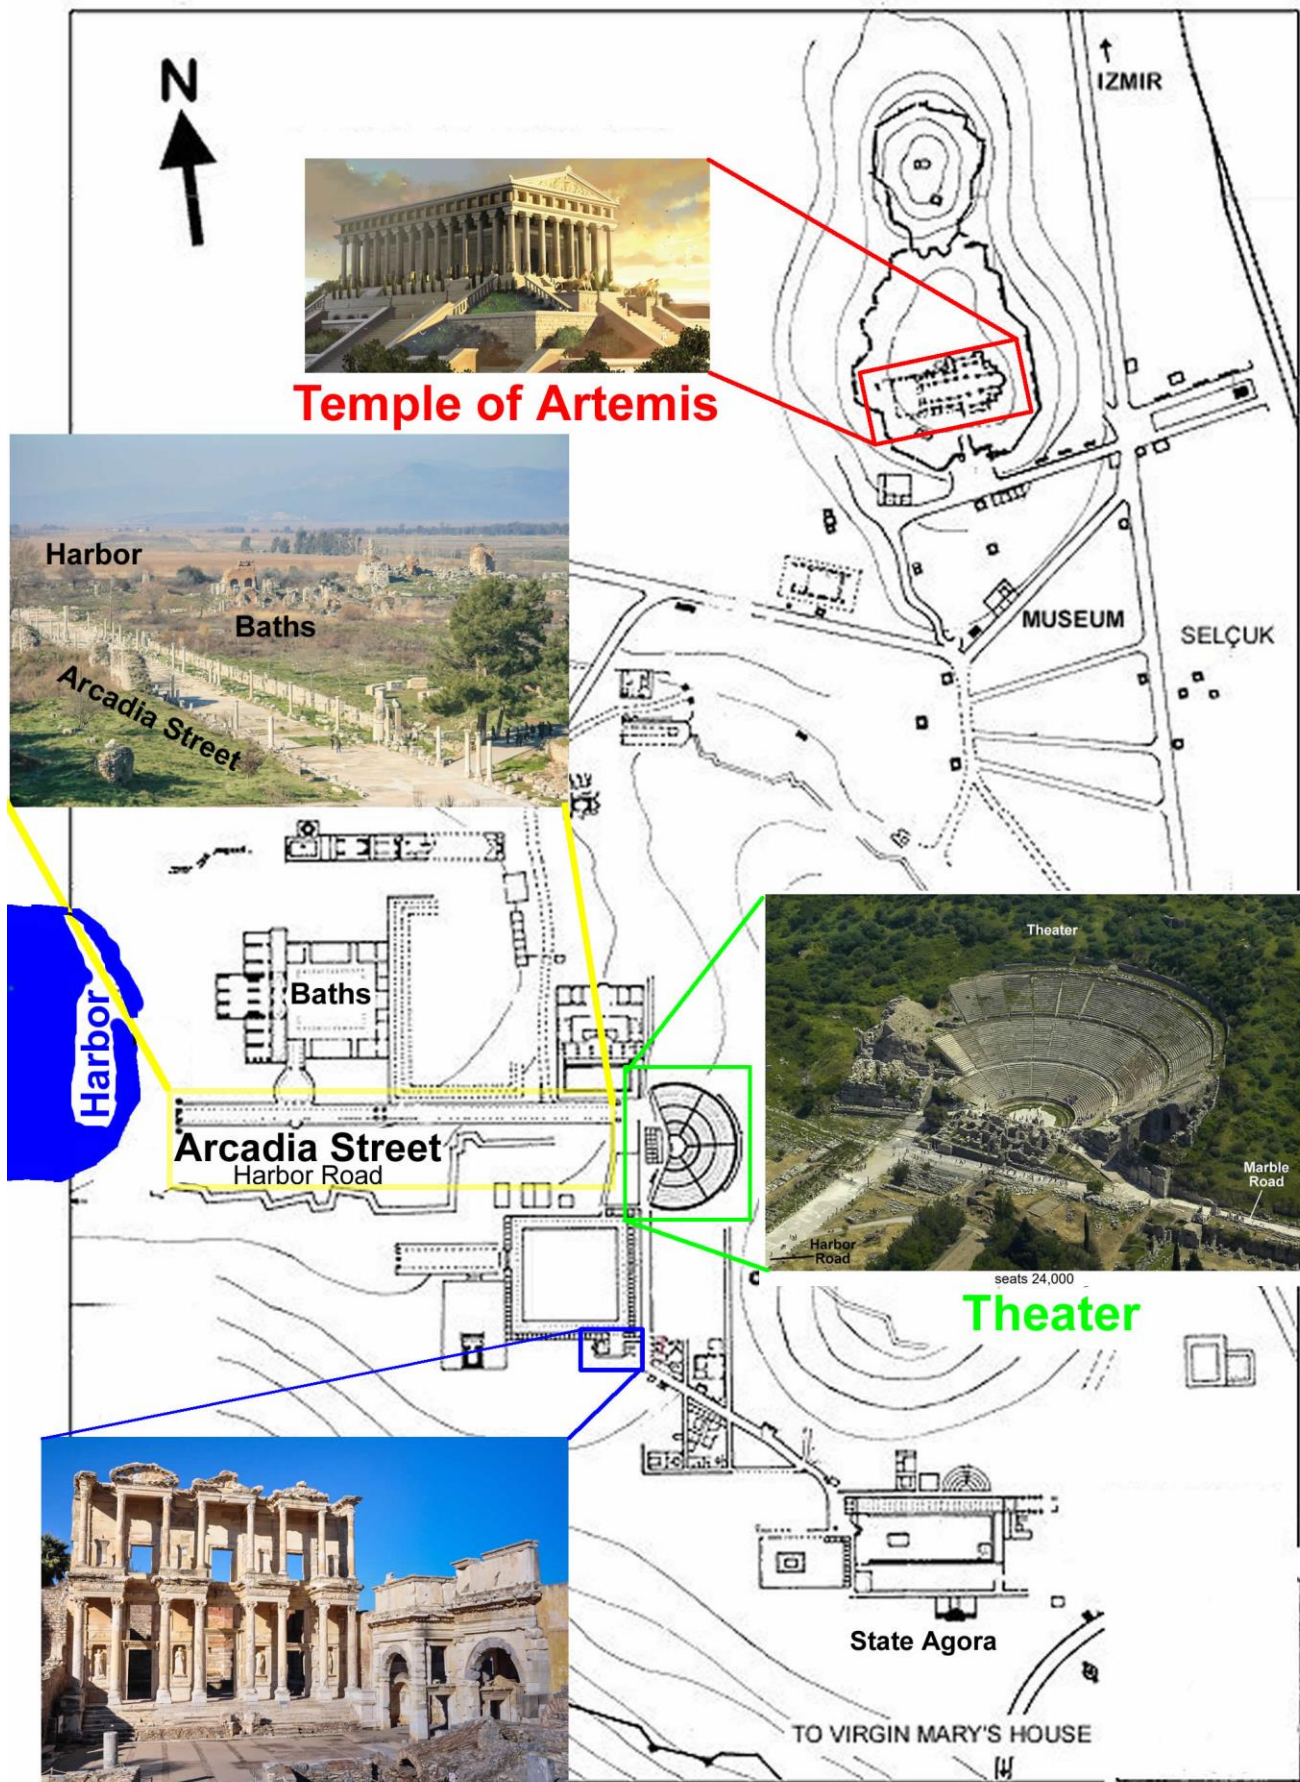 N
IZMIR
Temple of Artemis
Harbor
Baths
Arcadia Street
MUSEUM
SELÇUK
Baths
Harbor
Arcadia Street
Harbor Road
Theater
Marble
Road
Harbor
Road
seats 24,000
Theater
State Agora
TO VIRGIN MARY'S HOUSE